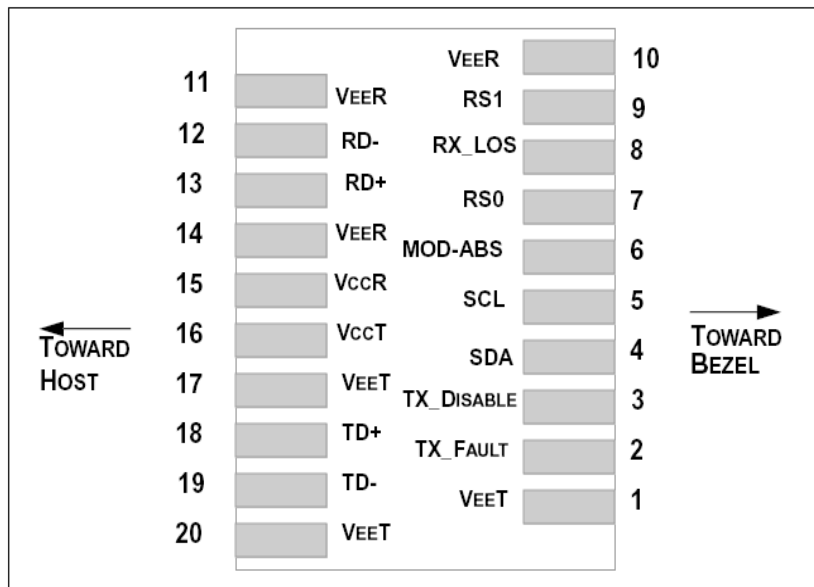 VEER 10
11 VEER
RS1 9
12 RD-
RX_LOS 8
13 RD+
RS0 7
14 VEER
MOD-ABS 6
15 VCCR
SCL 5
16 VCCT
TOWARD
HOST
TOWARD
BEZEL
SDA 4
17 VEET
TX_DISABLE 3
18 TD+
TX_FAULT 2
19 TD-
VEET 1
20 VEET